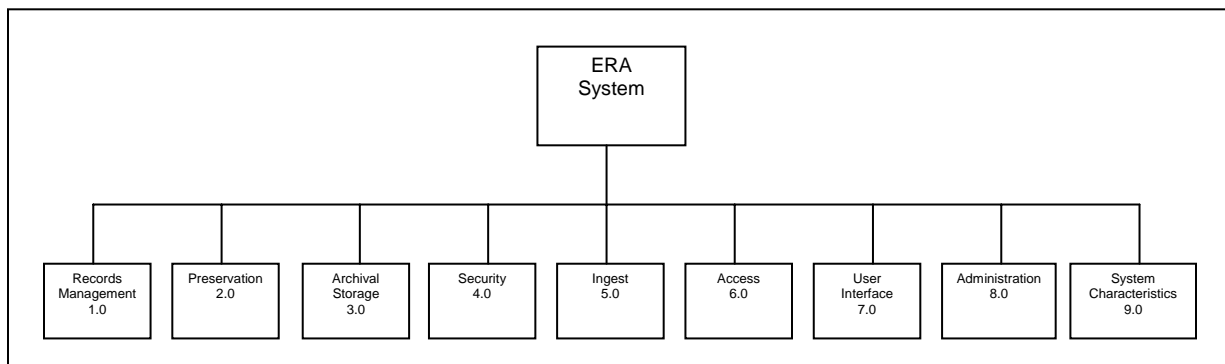 ERA
System
Records
Management
1.0
Preservation
2.0
Archival
Storage
3.0
Security
4.0
Ingest
5.0
Access
6.0
User
Interface
7.0
Administration
8.0
System
Characteristics
9.0